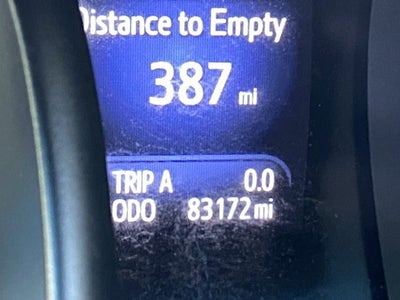 Distance to Empty
387 mi
TRIP A 0.0
ODO 83172 mi